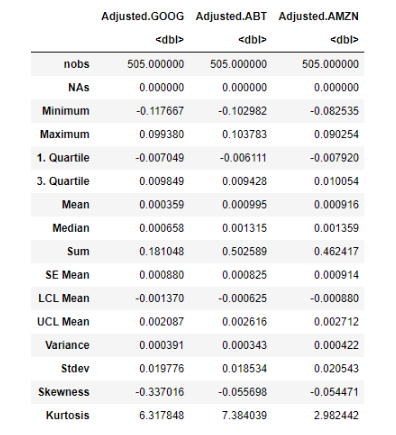 Adjusted.GOOG Adjusted.ABT Adjusted.AMZN
<dbl> <dbl> <dbl>
nobs 505.000000 505.000000 505.000000
NAs 0.000000 0.000000 0.000000
Minimum -0.117667 -0.102982 -0.082535
Maximum 0.099380 0.103783 0.090254
1. Quartile -0.007049 -0.006111 -0.007920
3. Quartile 0.009849 0.009428 0.010054
Mean 0.000359 0.000995 0.000916
Median 0.000658 0.001315 0.001359
Sum 0.181048 0.502589 0.462417
SE Mean 0.000880 0.000825 0.000914
LCL Mean -0.001370 -0.000625 -0.000880
UCL Mean 0.002087 0.002616 0.002712
Variance 0.000391 0.000343 0.000422
Stdev 0.019776 0.018534 0.020543
Skewness -0.337016 -0.055698 -0.054471
Kurtosis 6.317848 7.384039 2.982442